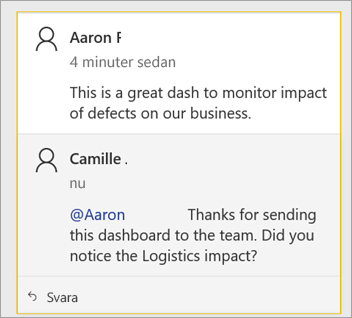 Aaron F
4 minuter sedan
This is a great dash to monitor impact
of defects on our business.
Camille .
nu
@Aaron Thanks for sending
this dashboard to the team. Did you
notice the Logistics impact?
Svara